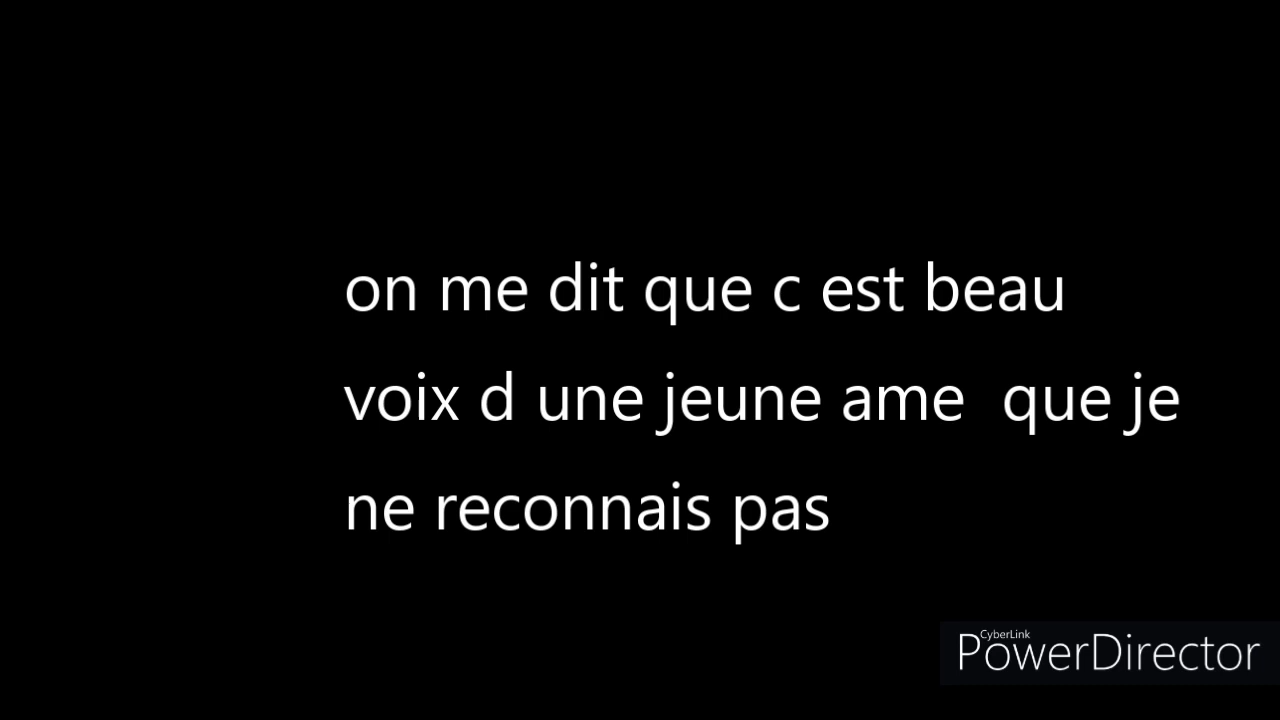 on me dit que c est beau
voix d une jeune ame  que je
ne reconnais pas
CyberLink
PowerDirector